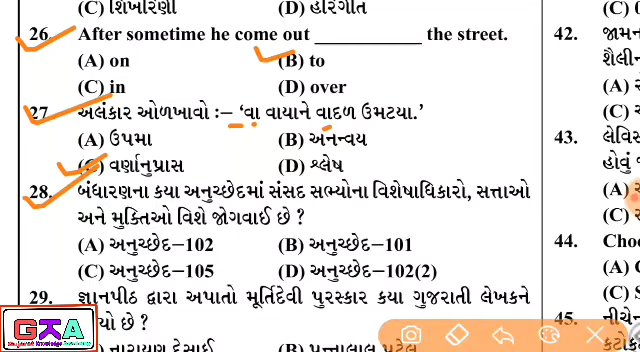 (C) શિખરિણી (D) હરિગીત
26. After sometime he come out __________ the street.
(A) on (B) to
(C) in (D) over
27. અલંકાર ઓળખાવો :– ‘વા વાયાને વાદળ ઉમટયા.’
(A) ઉપમા (B) અનન્વય
(C) વર્ણાનુપ્રાસ (D) શ્લેષ
28. બંધારણના કયા અનુચ્છેદમાં સંસદ સભ્યોના વિશેષાધિકારો, સત્તાઓ
અને મુક્તિઓ વિશે જોગવાઈ છે ?
(A) અનુચ્છેદ–102 (B) અનુચ્છેદ–101
(C) અનુચ્છેદ–105 (D) અનુચ્છેદ–102(2)
29. જ્ઞાનપીઠ દ્વારા અપાતો મૂર્તિદેવી પુરસ્કાર કયા ગુજરાતી લેખકને
છે ?
નારાયણ દેસાઈ (B) પન્નાલાલ પટેલ
GKA
(C)
42.
(A)
(C)
43.
હોવું
(A)
(C)
44. Choo
(A)
(C)
45. નીચેન